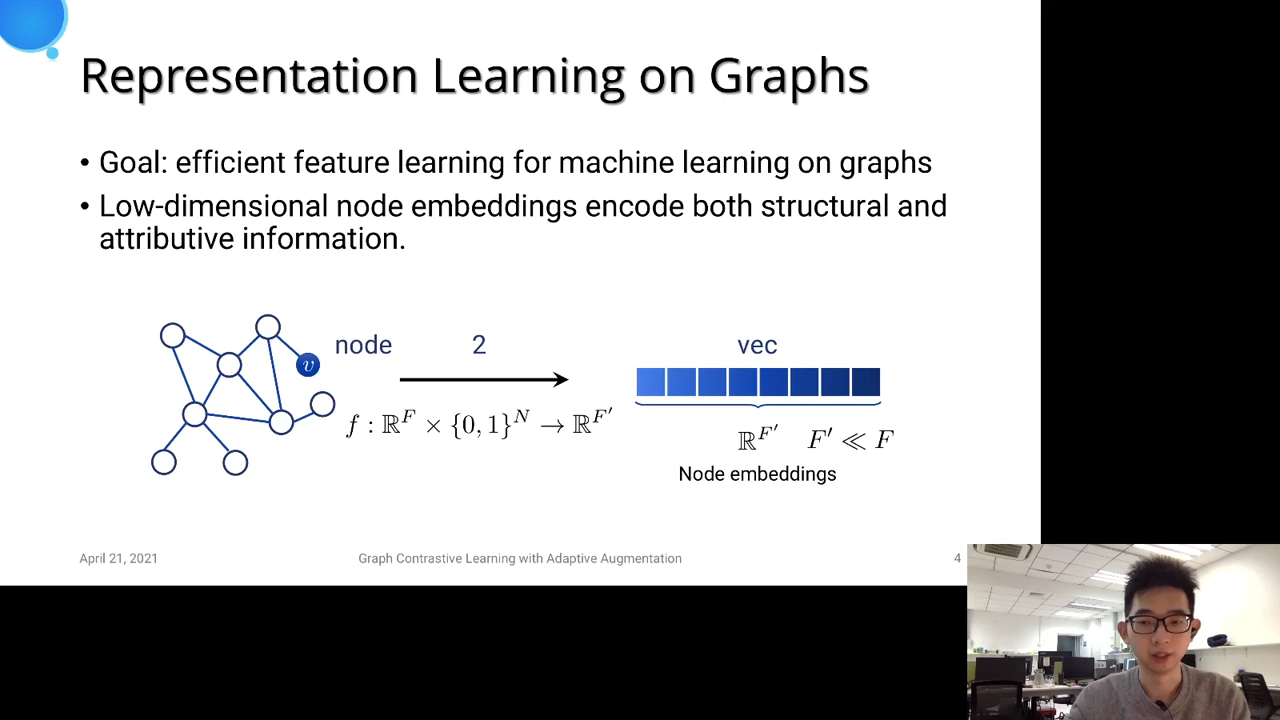 Representation Learning on Graphs
• Goal: efficient feature learning for machine learning on graphs
• Low-dimensional node embeddings encode both structural and
attributive information.
node 2 vec
v
f : ℝ^F × {0, 1}^N → ℝ^F′
ℝ^F′ F′ ≪ F
Node embeddings
April 21, 2021 Graph Contrastive Learning with Adaptive Augmentation 4